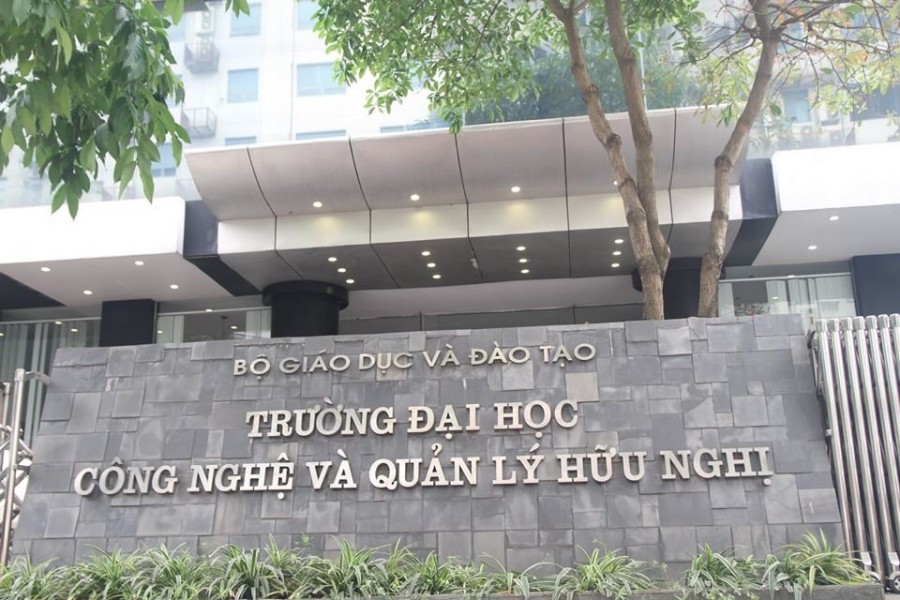 BỘ GIÁO DỤC VÀ ĐÀO TẠO
TRƯỜNG ĐẠI HỌC
CÔNG NGHỆ VÀ QUẢN LÝ HỮU NGHỊ